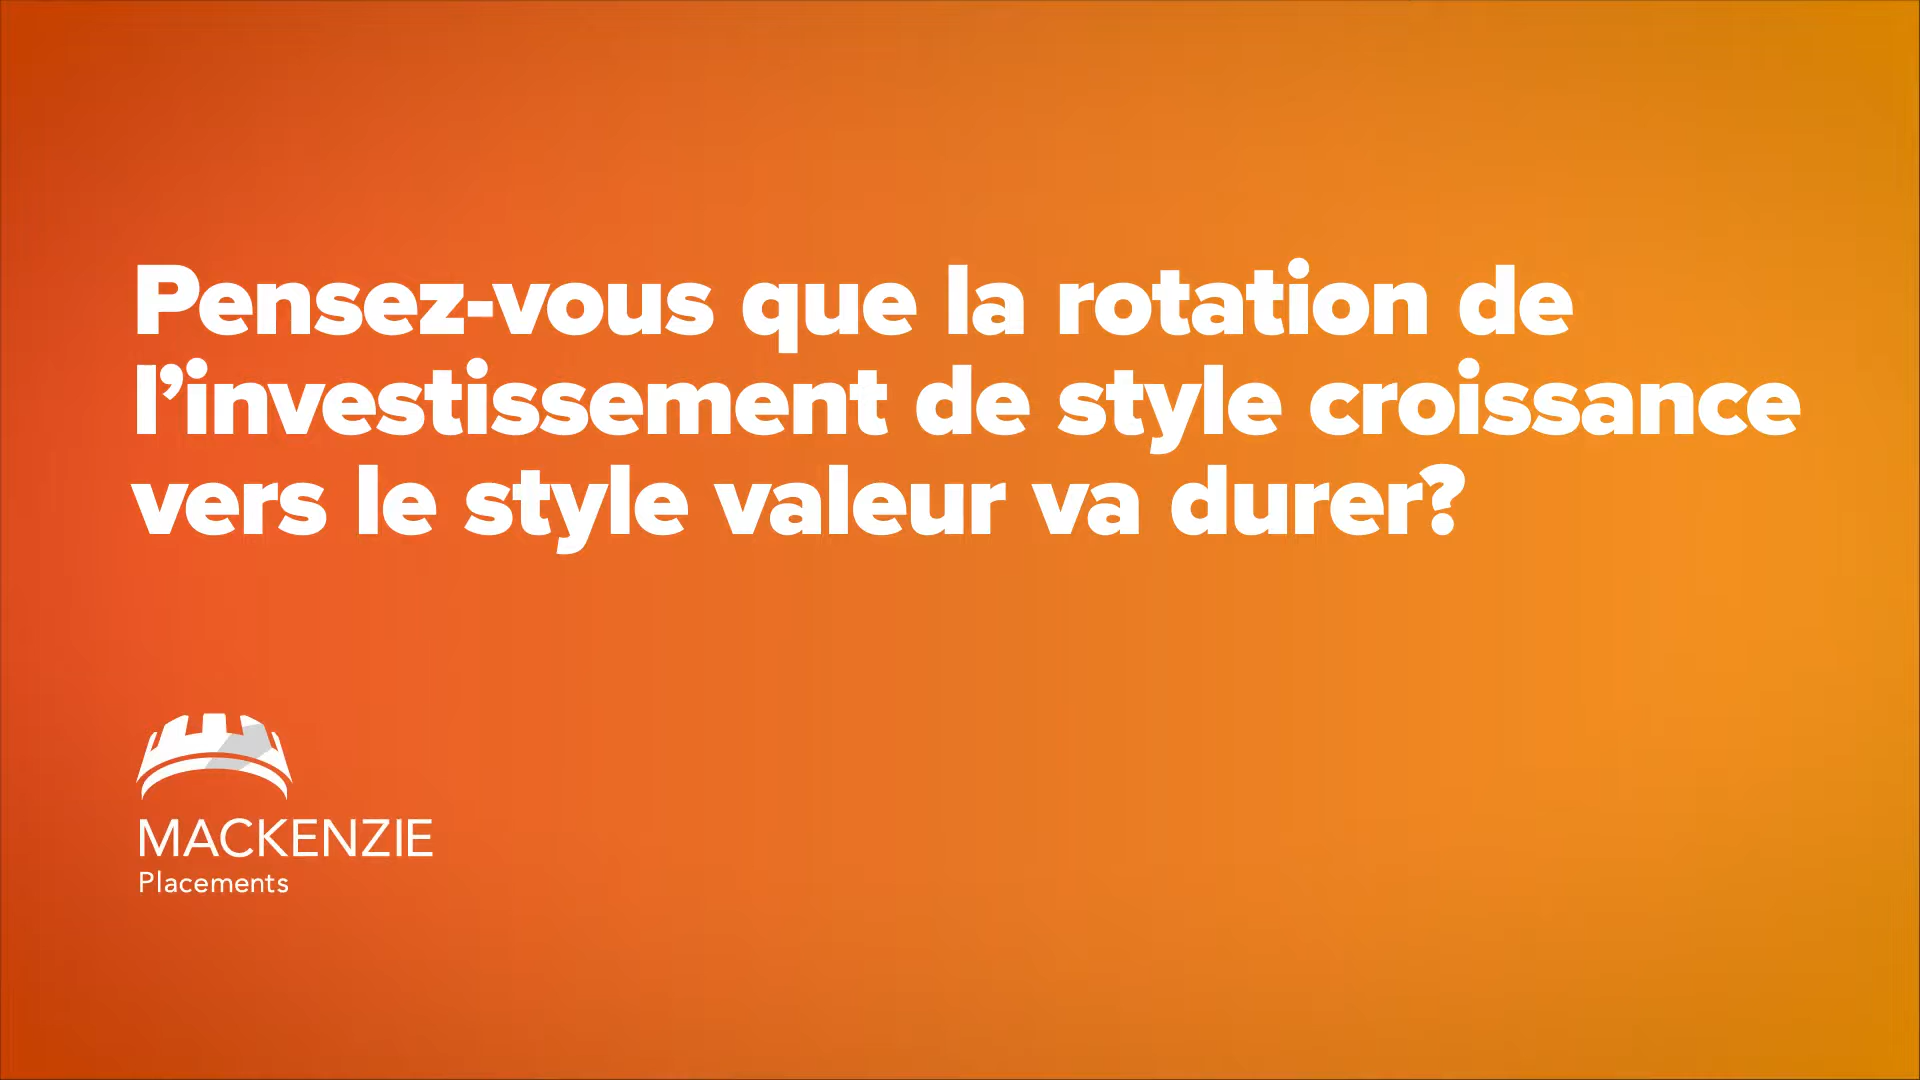 Pensez-vous que la rotation de
l’investissement de style croissance
vers le style valeur va durer?
MACKENZIE
Placements